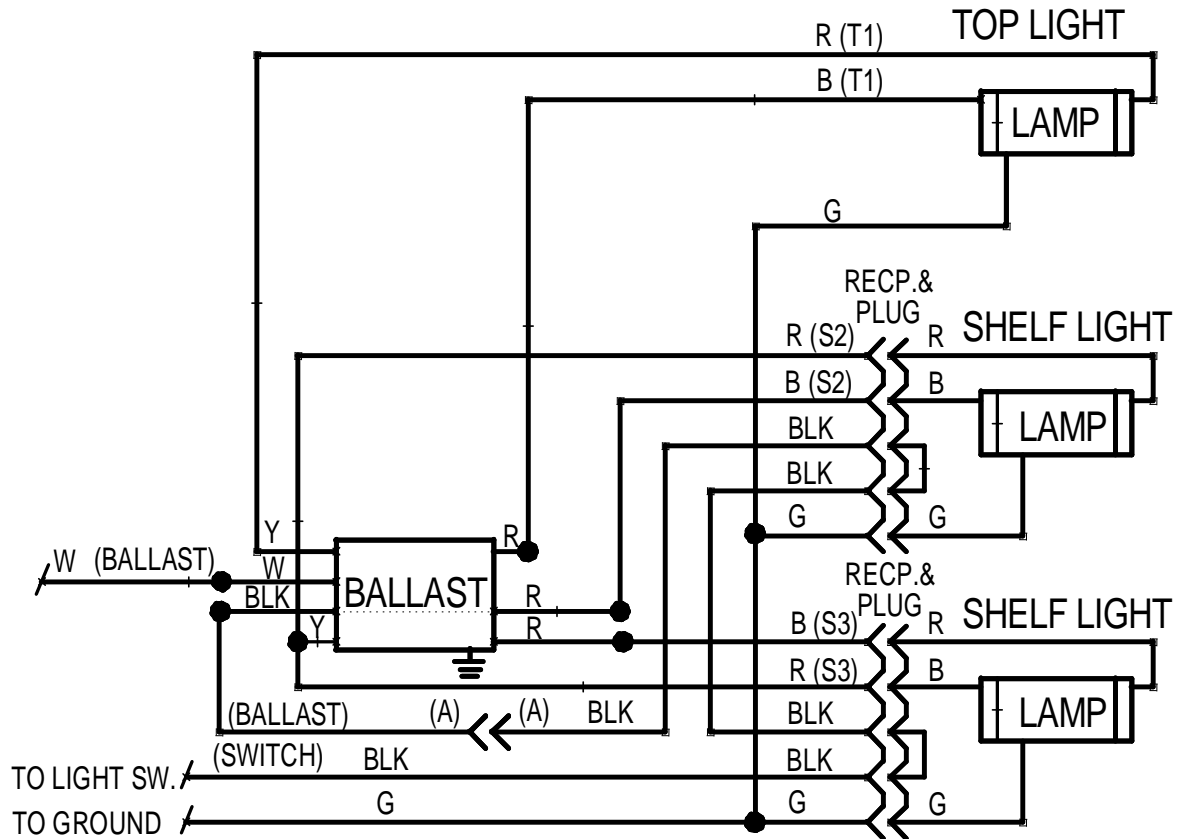 TOP LIGHT
R (T1)
B (T1)
LAMP
G
RECP.&
PLUG
SHELF LIGHT
R (S2)
R
B (S2)
B
LAMP
BLK
BLK
G
G
Y
R
W (BALLAST)
W
BALLAST
BLK
R
Y
R
RECP.&
PLUG
SHELF LIGHT
B (S3)
R
R (S3)
B
LAMP
(BALLAST)
(A)
(A)
BLK
BLK
(SWITCH)
TO LIGHT SW.
BLK
BLK
TO GROUND
G
G
G